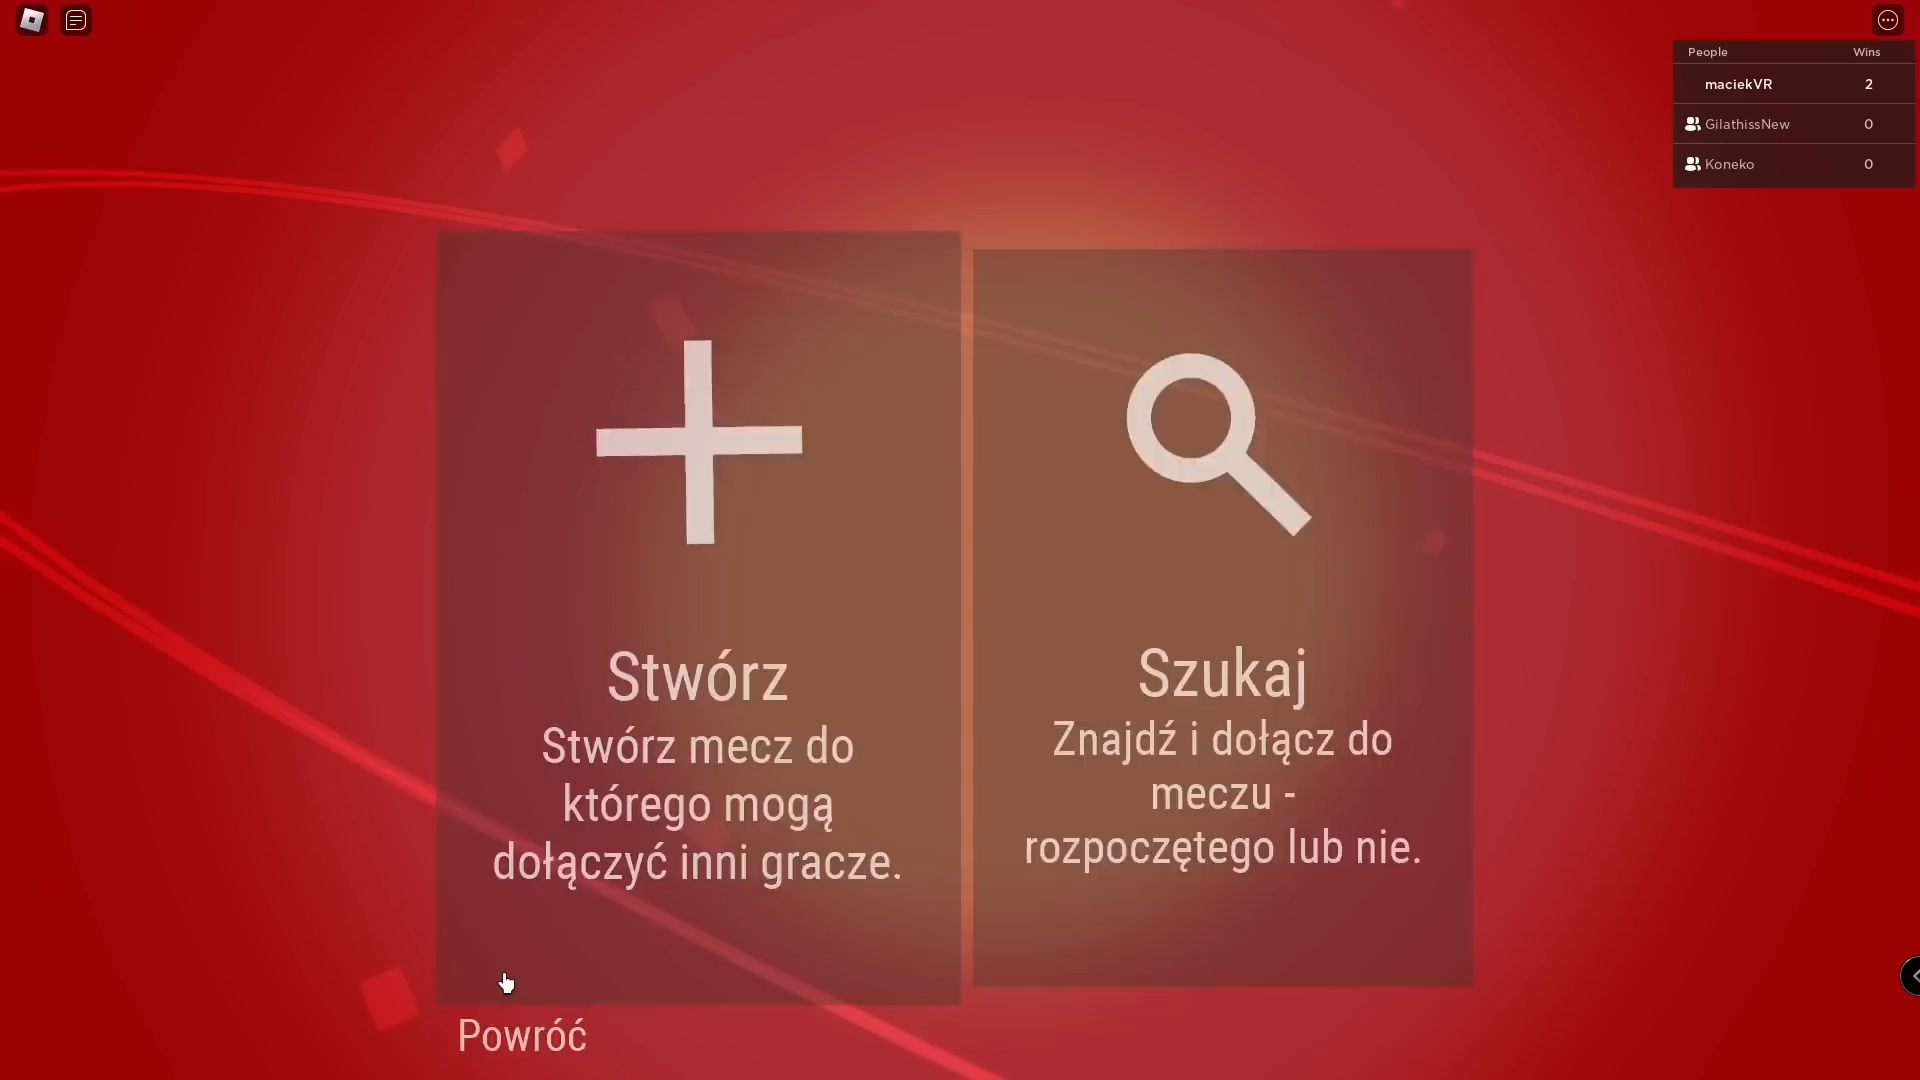 People Wins
maciekVR 2
GilathissNew 0
Koneko 0
Stwórz
Stwórz mecz do
którego mogą
dołączyć inni gracze.
Szukaj
Znajdź i dołącz do
meczu -
rozpoczętego lub nie.
Powróć